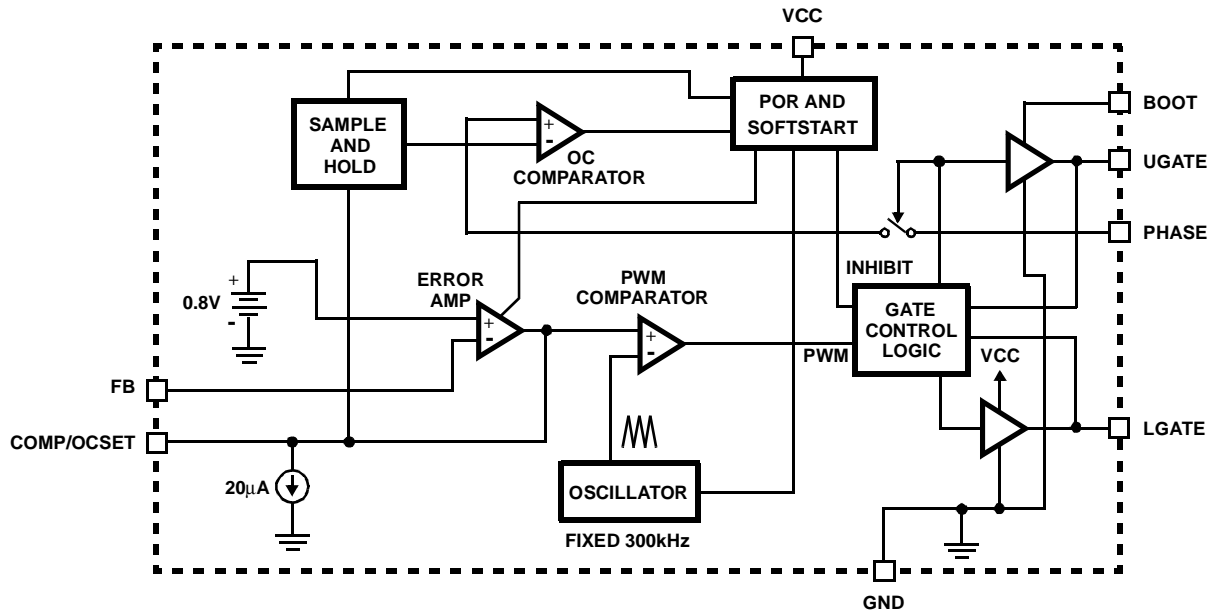 VCC
BOOT
POR AND
SOFTSTART
SAMPLE
AND
HOLD
+
-
OC
COMPARATOR
UGATE
PHASE
INHIBIT
+
0.8V
-
ERROR
AMP
+
-
PWM
COMPARATOR
+
-
GATE
CONTROL
LOGIC
PWM
VCC
FB
COMP/OCSET
LGATE
20μA
OSCILLATOR
FIXED 300kHz
GND